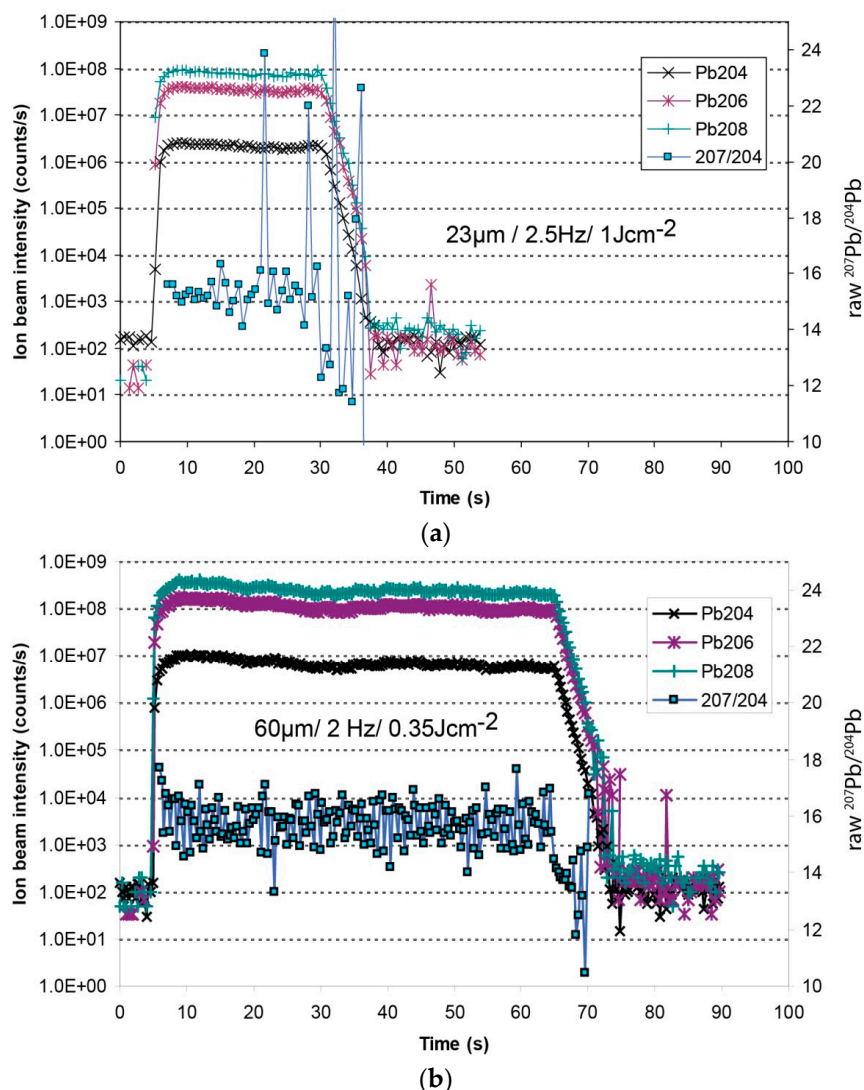 1.0E+09
1.0E+08
1.0E+07
1.0E+06
1.0E+05
1.0E+04
1.0E+03
1.0E+02
1.0E+01
1.0E+00
Ion beam intensity (counts/s)
0 10 20 30 40 50 60 70 80 90 100
Time (s)
24
22
20
18
16
14
12
10
raw ²⁰⁷Pb/²⁰⁴Pb
Pb204
Pb206
Pb208
207/204
23µm / 2.5Hz/ 1Jcm-2
(a)
1.0E+09
1.0E+08
1.0E+07
1.0E+06
1.0E+05
1.0E+04
1.0E+03
1.0E+02
1.0E+01
1.0E+00
Ion beam intensity (counts/s)
0 10 20 30 40 50 60 70 80 90 100
Time (s)
24
22
20
18
16
14
12
10
raw ²⁰⁷Pb/²⁰⁴Pb
Pb204
Pb206
Pb208
207/204
60µm/ 2 Hz/ 0.35Jcm-2
(b)